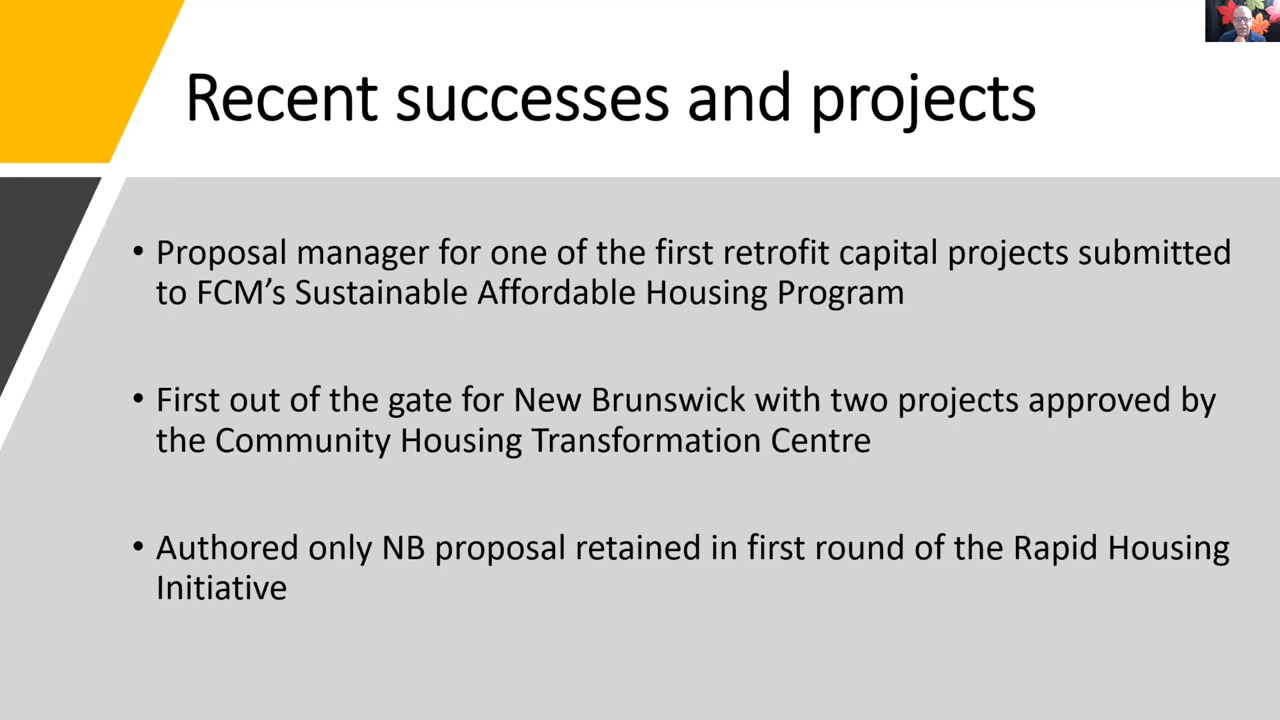 Recent successes and projects
• Proposal manager for one of the first retrofit capital projects submitted
to FCM’s Sustainable Affordable Housing Program
• First out of the gate for New Brunswick with two projects approved by
the Community Housing Transformation Centre
• Authored only NB proposal retained in first round of the Rapid Housing
Initiative